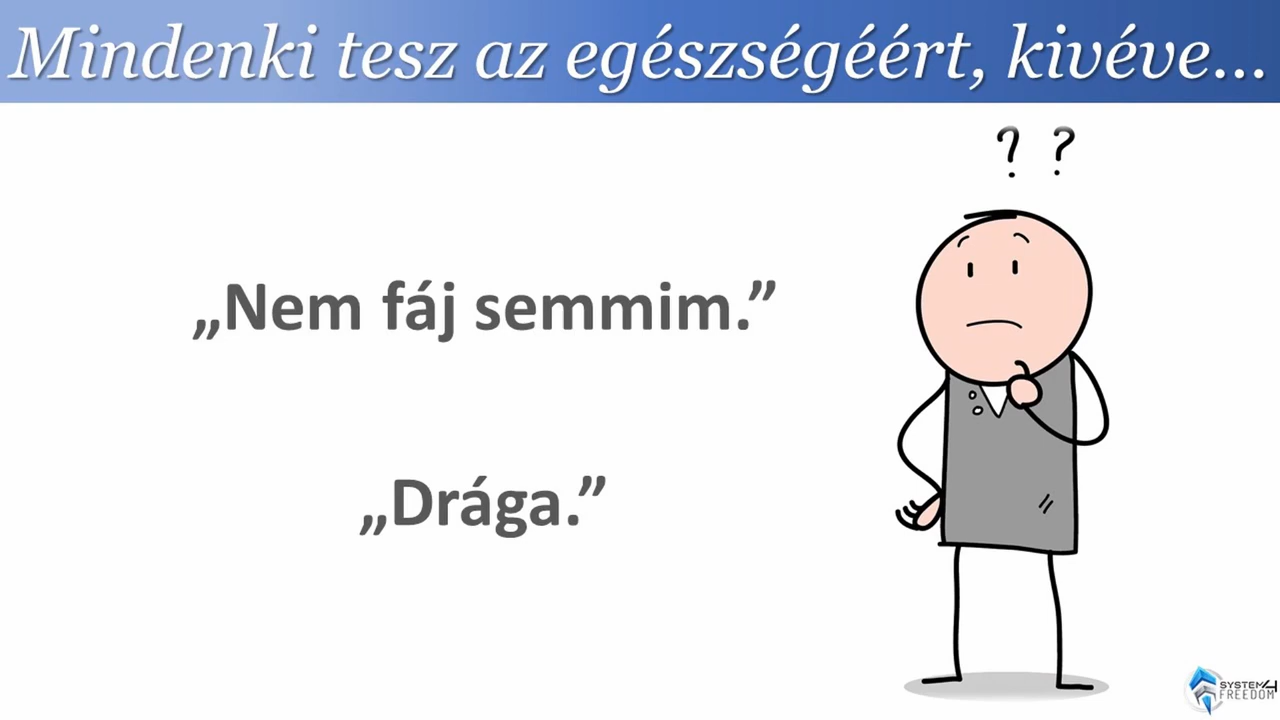 Mindenki tesz az egészségéért, kivéve...
? ?
„Nem fáj semmim.”
„Drága.”
SYSTEM4
FREEDOM